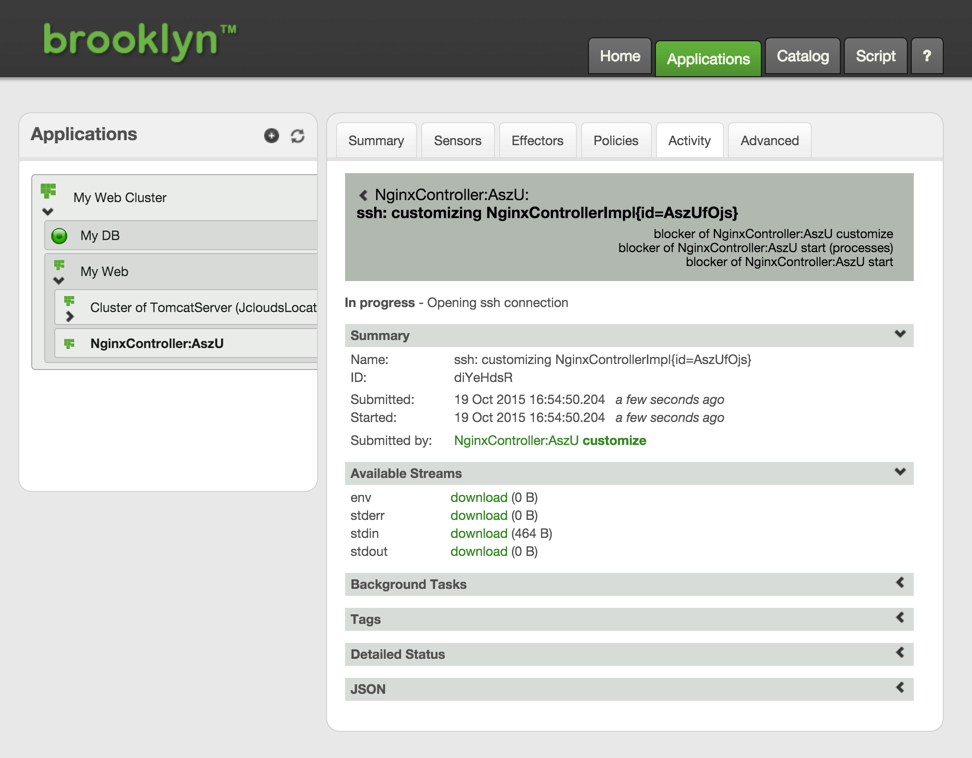 brooklyn™
Home
Applications
Catalog
Script
?
Applications
My Web Cluster
My DB
My Web
Cluster of TomcatServer (JcloudsLocat
NginxController:AszU
Summary
Sensors
Effectors
Policies
Activity
Advanced
NginxController:AszU:
ssh: customizing NginxControllerImpl{id=AszUfOjs}
blocker of NginxController:AszU customize
blocker of NginxController:AszU start (processes)
blocker of NginxController:AszU start
In progress - Opening ssh connection
Summary
Name: ssh: customizing NginxControllerImpl{id=AszUfOjs}
ID: diYeHdsR
Submitted: 19 Oct 2015 16:54:50.204 a few seconds ago
Started: 19 Oct 2015 16:54:50.204 a few seconds ago
Submitted by: NginxController:AszU customize
Available Streams
env download (0 B)
stderr download (0 B)
stdin download (464 B)
stdout download (0 B)
Background Tasks
Tags
Detailed Status
JSON